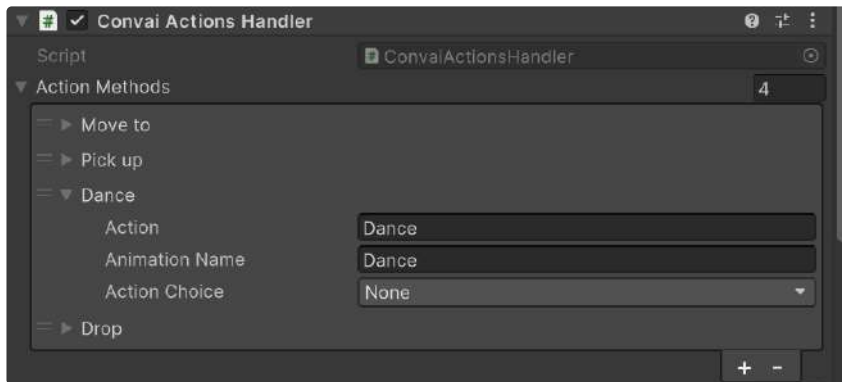 Convai Actions Handler
Script ConvaiActionsHandler
Action Methods 4
Move to
Pick up
Dance
Action Dance
Animation Name Dance
Action Choice None
Drop
+ -